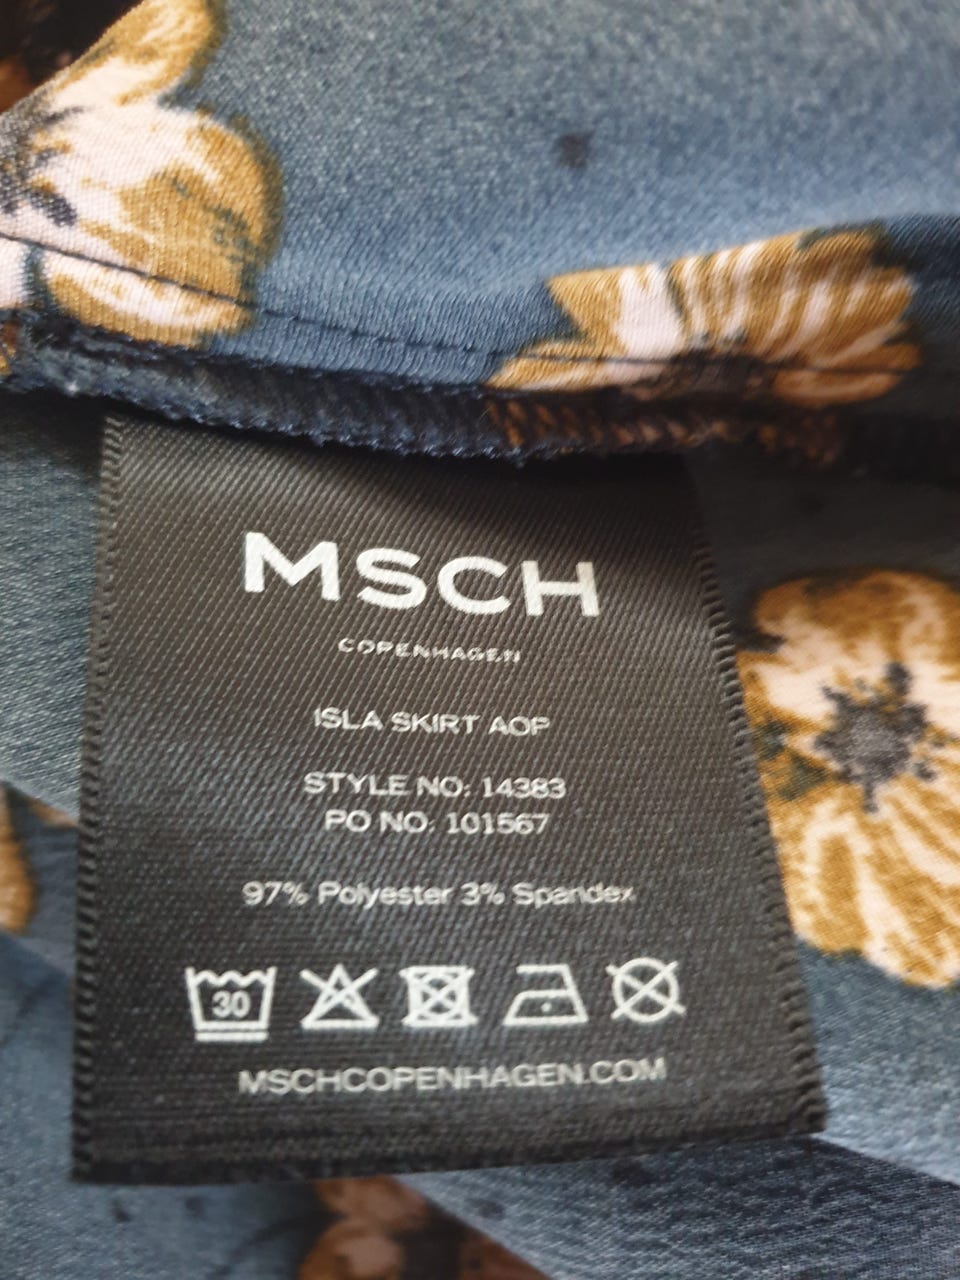 MSCH
COPENHAGEN
ISLA SKIRT AOP
STYLE NO: 14383
PO NO: 101567
97% Polyester 3% Spandex
30
MSCHCOPENHAGEN.COM